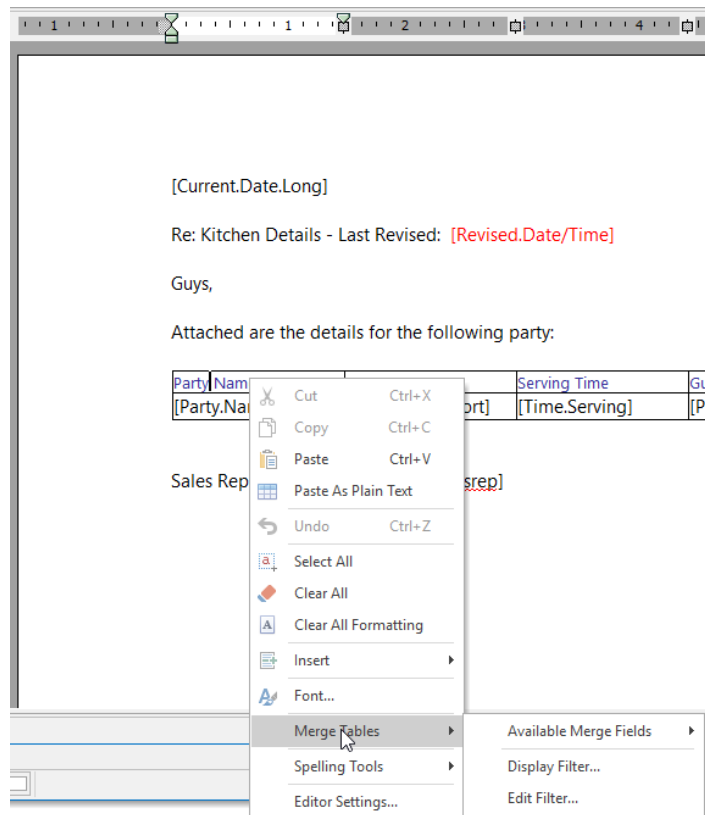 1 1 2 4
[Current.Date.Long]
Re: Kitchen Details - Last Revised: [Revised.Date/Time]
Guys,
Attached are the details for the following party:
Party Nam Serving Time Gu
[Party.Na ort] [Time.Serving] [P
Sales Rep srep]
Cut Ctrl+X
Copy Ctrl+C
Paste Ctrl+V
Paste As Plain Text
Undo Ctrl+Z
Select All
Clear All
Clear All Formatting
Insert
Font...
Merge Tables
Spelling Tools
Editor Settings...
Available Merge Fields
Display Filter...
Edit Filter...